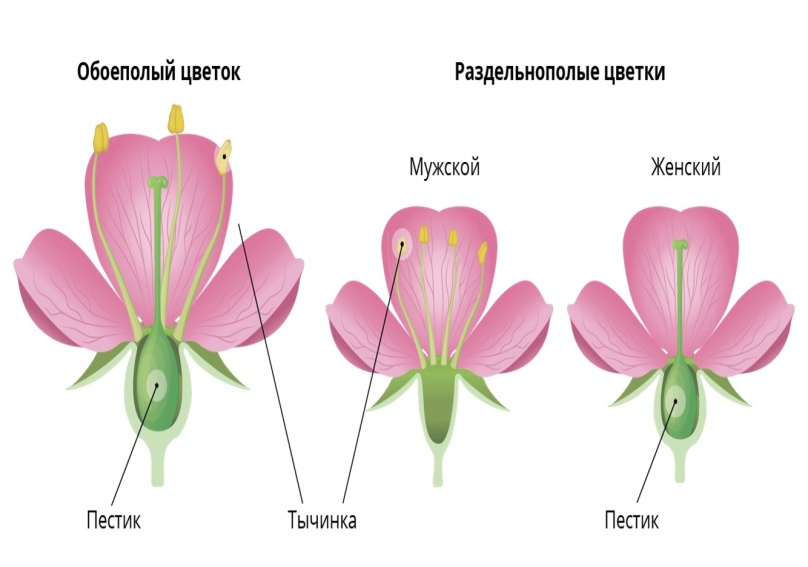 Обоеполый цветок
Раздельнополые цветки
Мужской
Женский
Пестик
Тычинка
Пестик